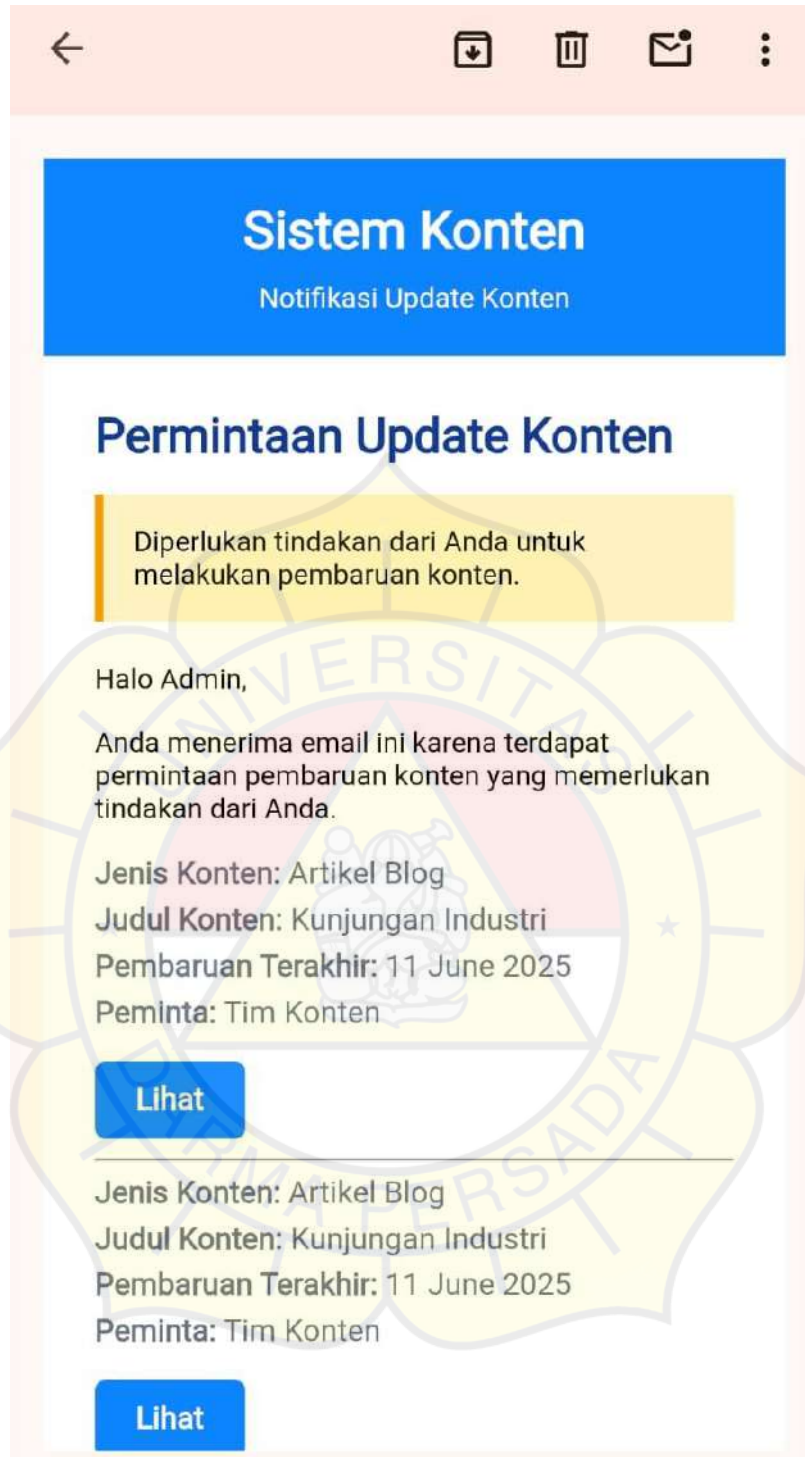 Sistem Konten
Notifikasi Update Konten
Permintaan Update Konten
Diperlukan tindakan dari Anda untuk
melakukan pembaruan konten.
Halo Admin,
Anda menerima email ini karena terdapat
permintaan pembaruan konten yang memerlukan
tindakan dari Anda.
Jenis Konten: Artikel Blog
Judul Konten: Kunjungan Industri
Pembaruan Terakhir: 11 June 2025
Peminta: Tim Konten
Lihat
Jenis Konten: Artikel Blog
Judul Konten: Kunjungan Industri
Pembaruan Terakhir: 11 June 2025
Peminta: Tim Konten
Lihat
UNIVERSITAS
DARMA PERSADA